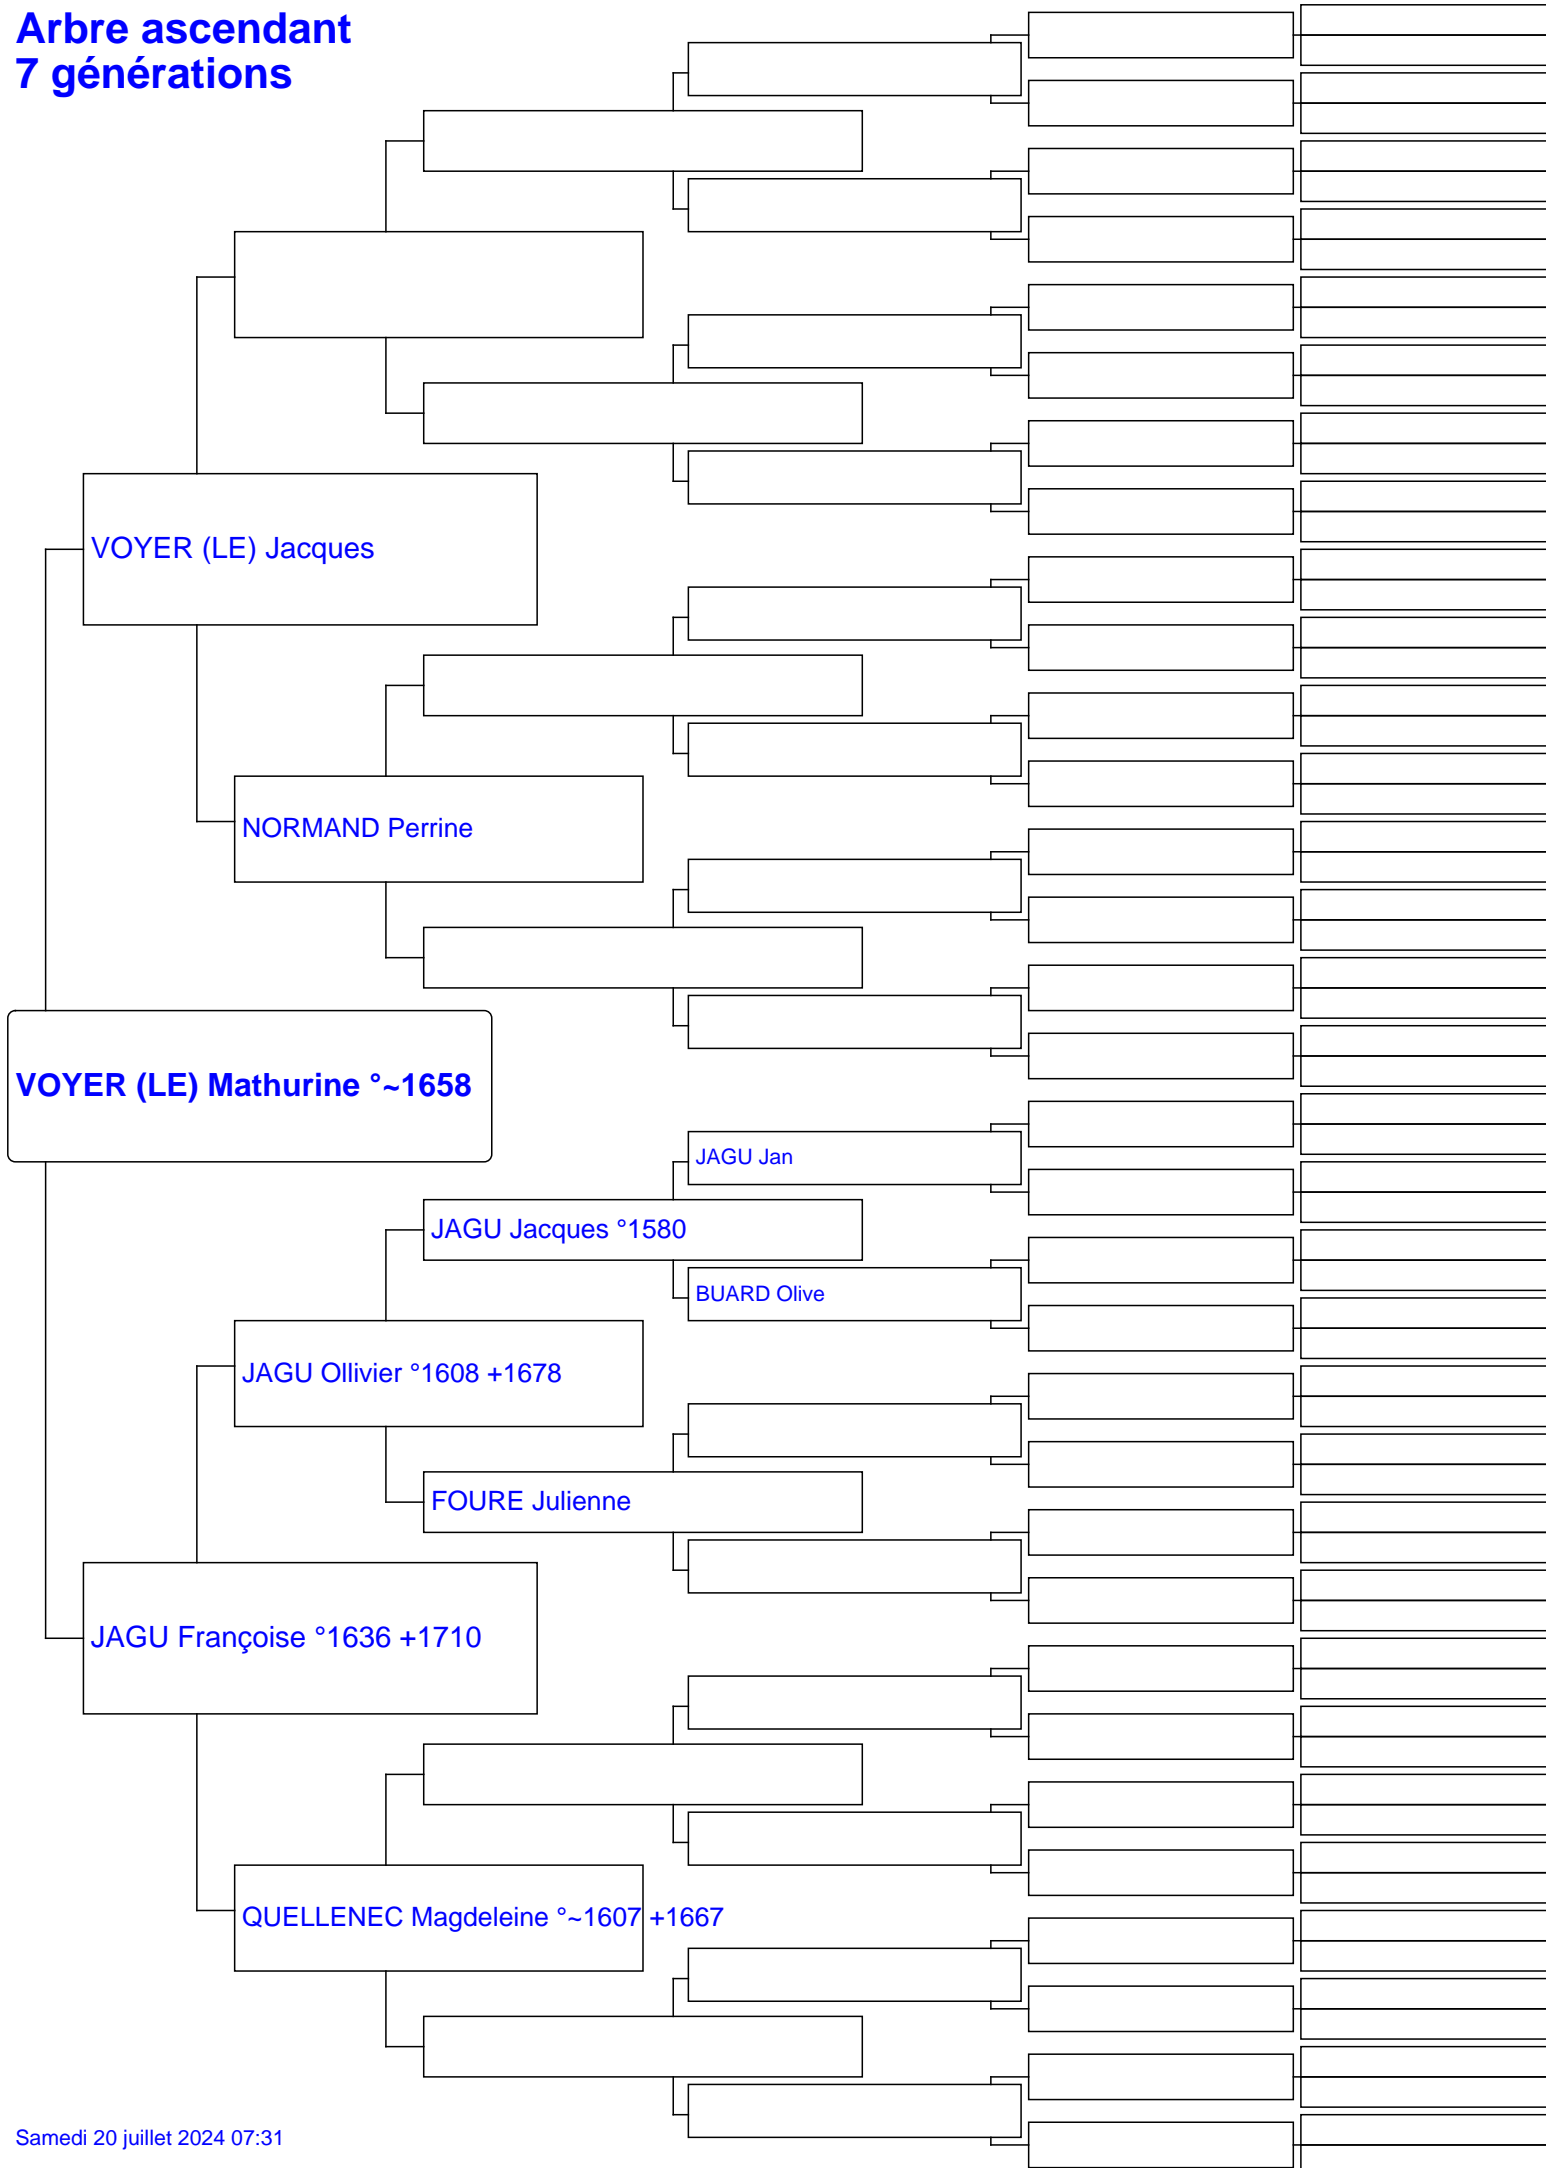 Arbre ascendant
7 générations
VOYER (LE) Jacques
NORMAND Perrine
VOYER (LE) Mathurine °~1658
JAGU Jan
JAGU Jacques °1580
BUARD Olive
JAGU Ollivier °1608 +1678
FOURE Julienne
JAGU Françoise °1636 +1710
QUELLENEC Magdeleine °~1607 +1667
Samedi 20 juillet 2024 07:31